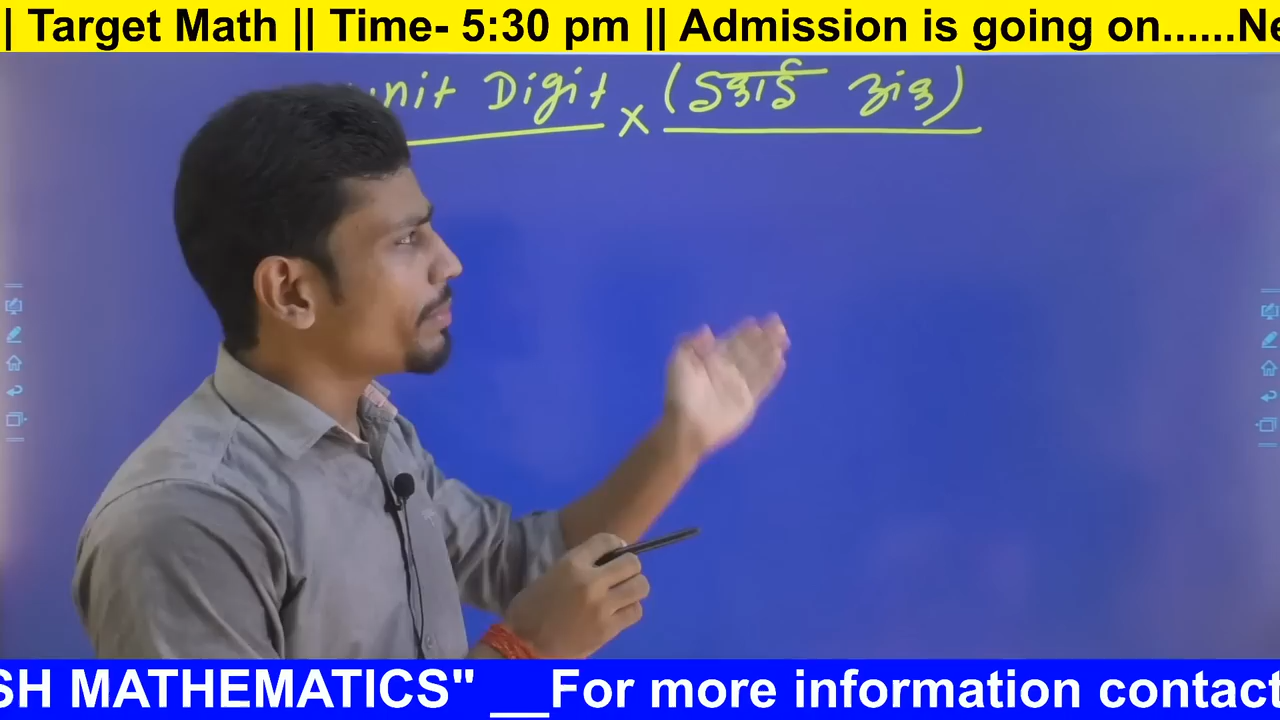 | Target Math || Time- 5:30 pm || Admission is going on......Ne
unit Digit x (इकाई अंक)
SH MATHEMATICS" __For more information contact